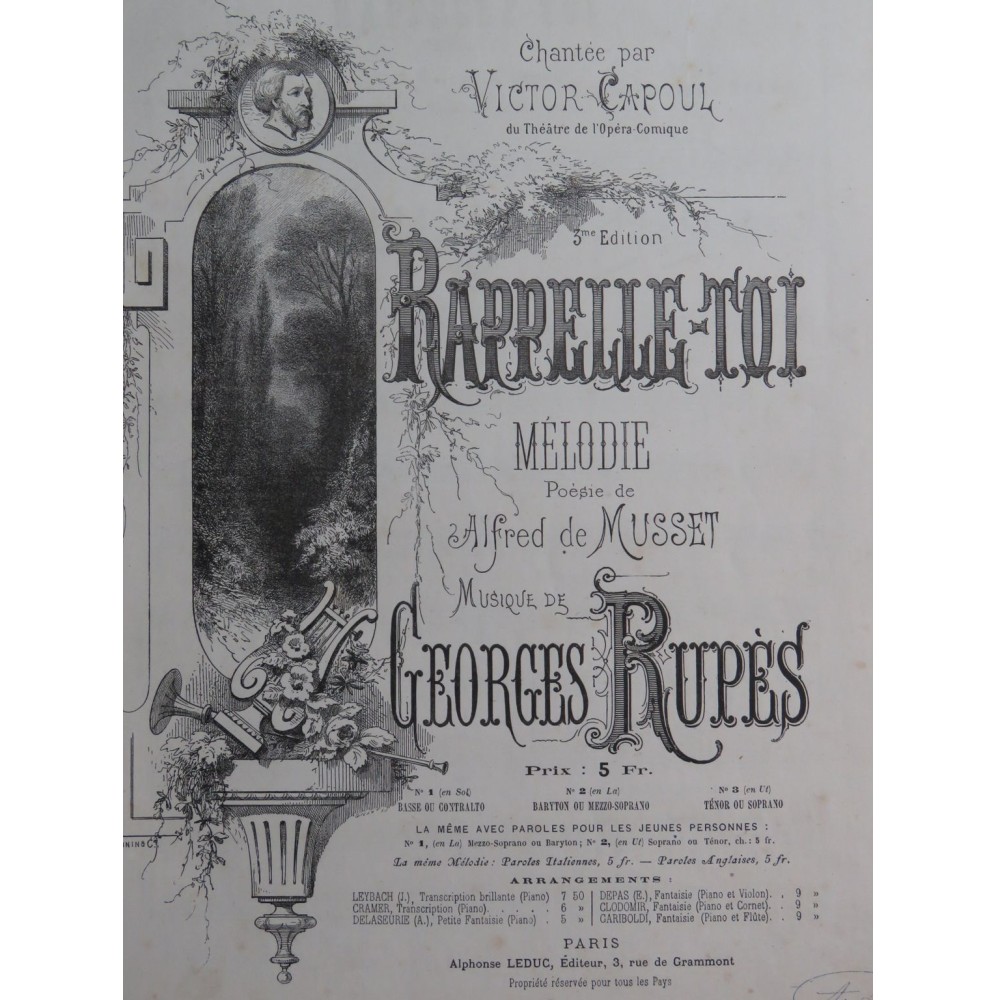 Chantée par
VICTOR CAPOUL
du Théâtre de l'Opéra-Comique
3me Edition
RAPPELLE-TOI
MÉLODIE
Poésie de
Alfred de MUSSET
MUSIQUE DE
GEORGES RUPÈS
Prix : 5 Fr.
No 1 (en Sol) No 2 (en La) No 3 (en Ut)
BASSE OU CONTRALTO BARYTON OU MEZZO-SOPRANO TÉNOR OU SOPRANO
LA MÊME AVEC PAROLES POUR LES JEUNES PERSONNES :
No 1, (en La) Mezzo-Soprano ou Baryton; No 2, (en Ut) Soprano ou Ténor, ch.: 5 fr.
La même Mélodie : Paroles Italiennes, 5 fr. — Paroles Anglaises, 5 fr.
ARRANGEMENTS :
LEYBACH (J.), Transcription brillante (Piano) 7 50 DEPAS (E.), Fantaisie (Piano et Violon). . 9 »
CRAMER, Transcription (Piano). . . . . 6 » CLODOMIR, Fantaisie (Piano et Cornet). . 9 »
DELASEURIE (A.), Petite Fantaisie (Piano) . 5 » GARIBOLDI, Fantaisie (Piano et Flûte). . 9 »
PARIS
Alphonse LEDUC, Éditeur, 3, rue de Grammont
Propriété réservée pour tous les Pays